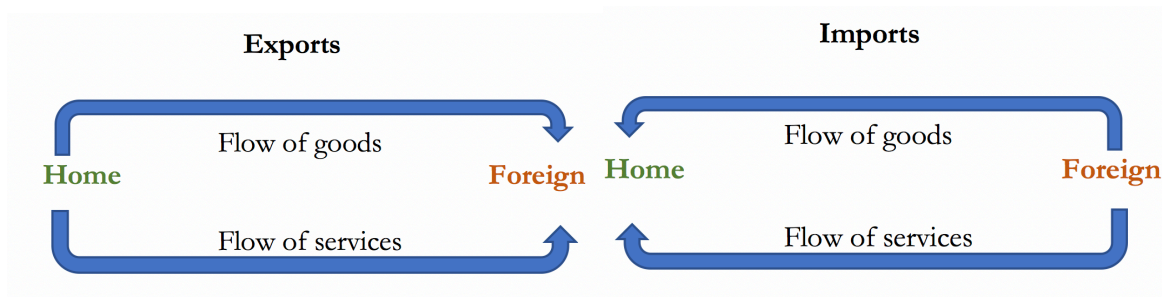 Exports
Flow of goods
Home
Foreign
Flow of services
Imports
Flow of goods
Home
Foreign
Flow of services